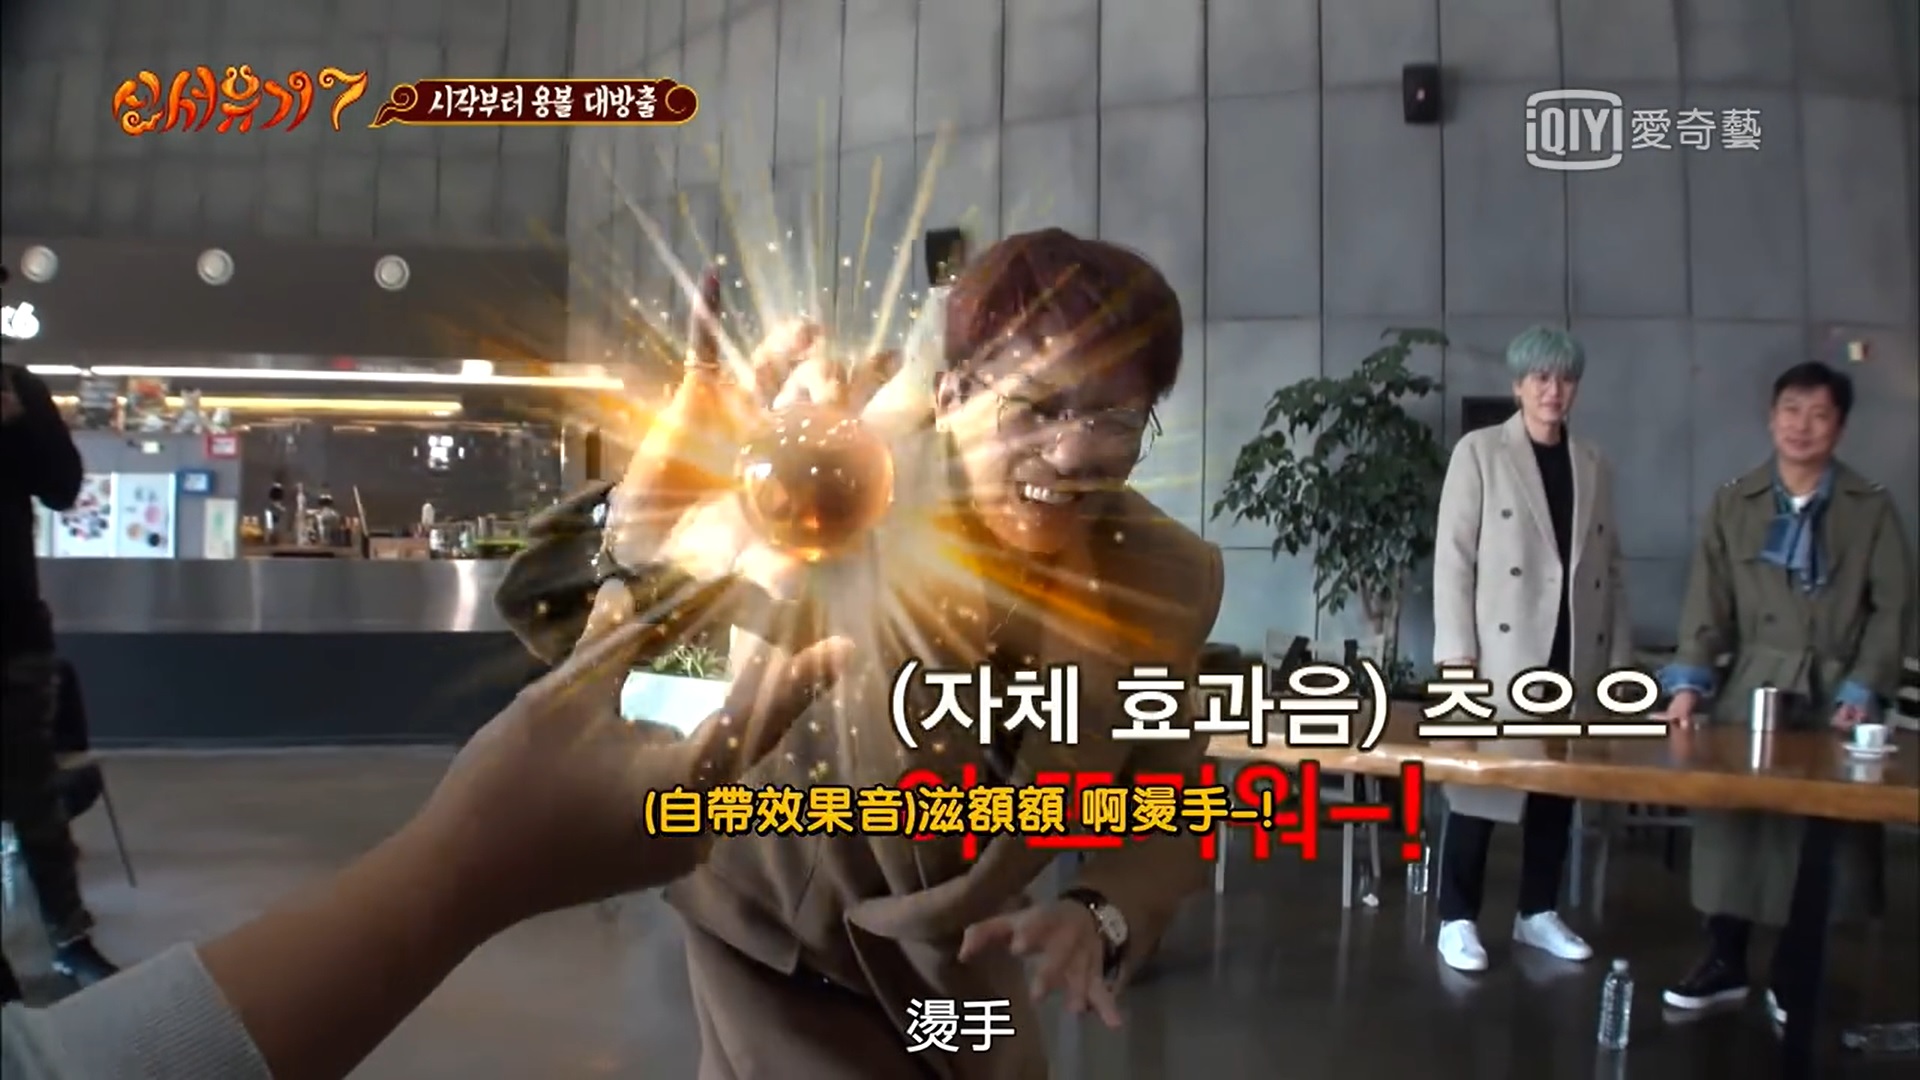 신서유기7
시작부터 용볼 대방출
iQIYI 愛奇藝
(자체 효과음) 츠으으
(自帶效果音)滋額額 啊燙手–!
燙手